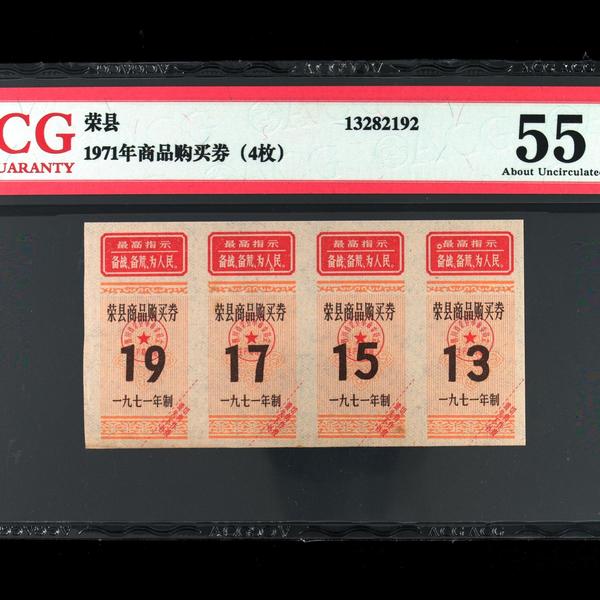 CG
UARANTY
荣县
1971年商品购买券（4枚）
13282192
55
About Uncirculated
最高指示
备战、备荒、为人民。
荣县商品购买券
19
一九七一年制
最高指示
备战、备荒、为人民。
荣县商品购买券
17
一九七一年制
最高指示
备战、备荒、为人民。
荣县商品购买券
15
一九七一年制
最高指示
备战、备荒、为人民。
荣县商品购买券
13
一九七一年制